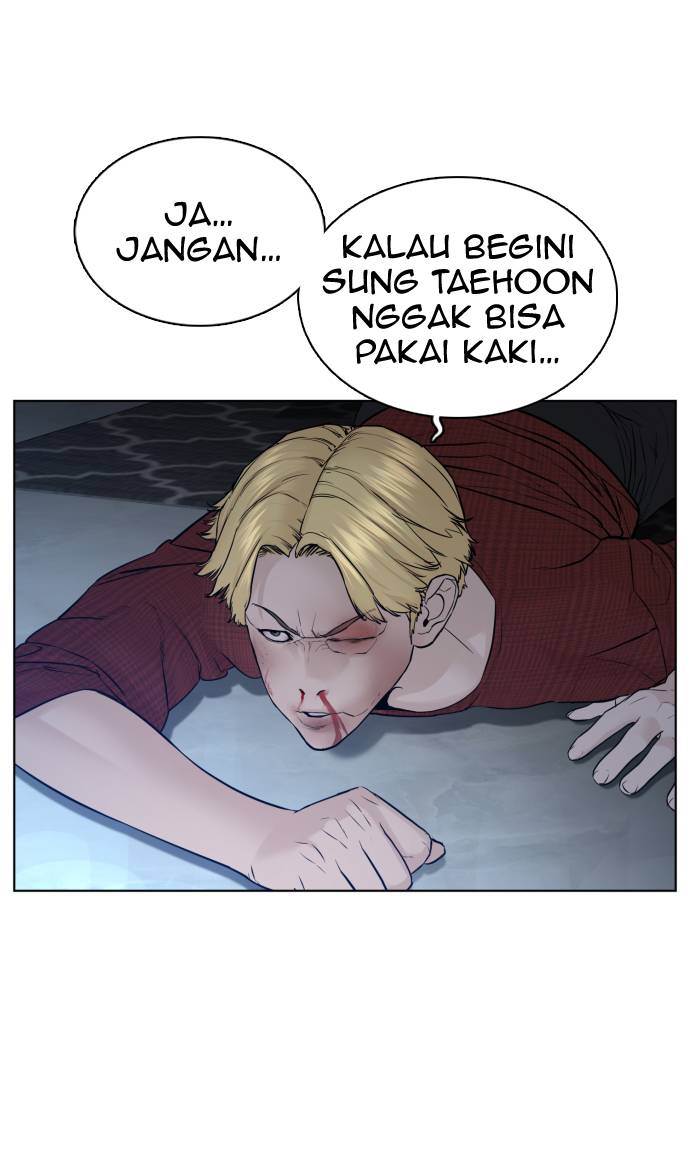 JA...
JANGAN...
KALAU BEGINI
SUNG TAEHOON
NGGAK BISA
PAKAI KAKI...